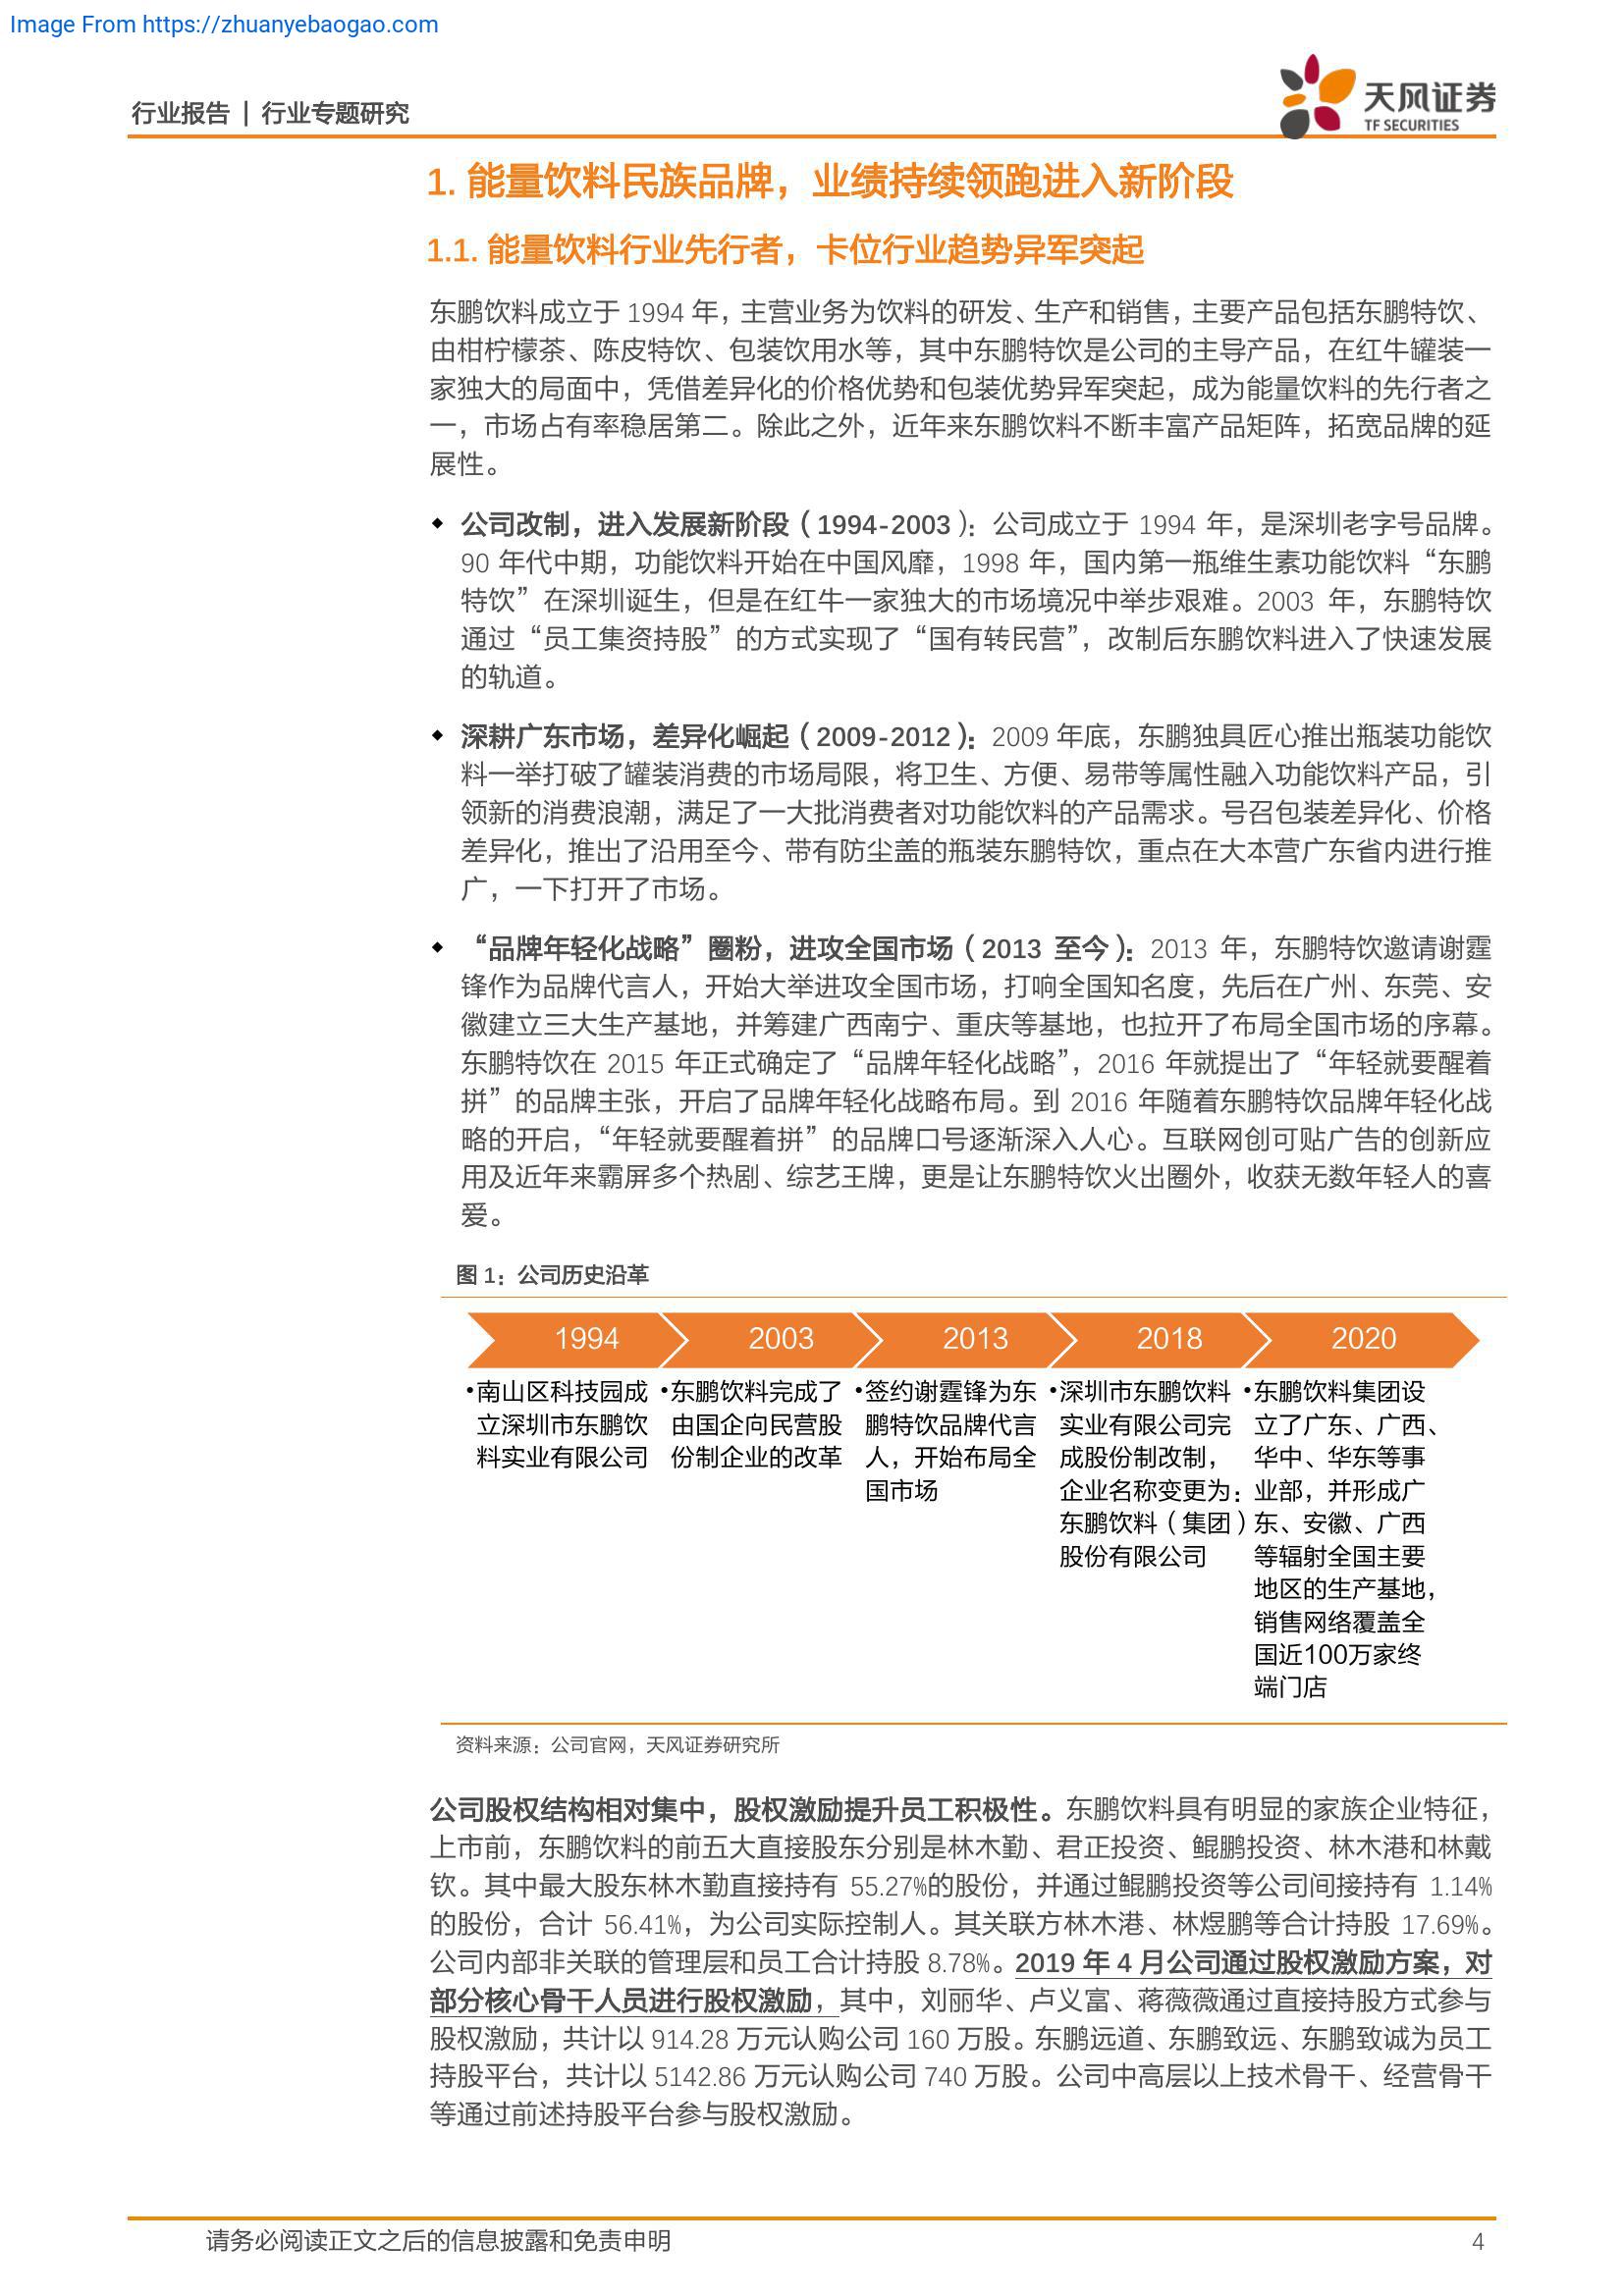 Image From https://zhuanyebaogao.com
行业报告 | 行业专题研究
天风证券
TF SECURITIES
1. 能量饮料民族品牌，业绩持续领跑进入新阶段
1.1. 能量饮料行业先行者，卡位行业趋势异军突起
东鹏饮料成立于 1994 年，主营业务为饮料的研发、生产和销售，主要产品包括东鹏特饮、
由柑柠檬茶、陈皮特饮、包装饮用水等，其中东鹏特饮是公司的主导产品，在红牛罐装一
家独大的局面中，凭借差异化的价格优势和包装优势异军突起，成为能量饮料的先行者之
一，市场占有率稳居第二。除此之外，近年来东鹏饮料不断丰富产品矩阵，拓宽品牌的延
展性。
◆ 公司改制，进入发展新阶段（1994-2003）：公司成立于 1994 年，是深圳老字号品牌。
90 年代中期，功能饮料开始在中国风靡，1998 年，国内第一瓶维生素功能饮料“东鹏
特饮”在深圳诞生，但是在红牛一家独大的市场境况中举步艰难。2003 年，东鹏特饮
通过“员工集资持股”的方式实现了“国有转民营”，改制后东鹏饮料进入了快速发展
的轨道。
◆ 深耕广东市场，差异化崛起（2009-2012）：2009 年底，东鹏独具匠心推出瓶装功能饮
料一举打破了罐装消费的市场局限，将卫生、方便、易带等属性融入功能饮料产品，引
领新的消费浪潮，满足了一大批消费者对功能饮料的产品需求。号召包装差异化、价格
差异化，推出了沿用至今、带有防尘盖的瓶装东鹏特饮，重点在大本营广东省内进行推
广，一下打开了市场。
◆ “品牌年轻化战略”圈粉，进攻全国市场（2013 至今）：2013 年，东鹏特饮邀请谢霆
锋作为品牌代言人，开始大举进攻全国市场，打响全国知名度，先后在广州、东莞、安
徽建立三大生产基地，并筹建广西南宁、重庆等基地，也拉开了布局全国市场的序幕。
东鹏特饮在 2015 年正式确定了“品牌年轻化战略”，2016 年就提出了“年轻就要醒着
拼”的品牌主张，开启了品牌年轻化战略布局。到 2016 年随着东鹏特饮品牌年轻化战
略的开启，“年轻就要醒着拼”的品牌口号逐渐深入人心。互联网创可贴广告的创新应
用及近年来霸屏多个热剧、综艺王牌，更是让东鹏特饮火出圈外，收获无数年轻人的喜
爱。
图 1：公司历史沿革
1994
•南山区科技园成
立深圳市东鹏饮
料实业有限公司
2003
•东鹏饮料完成了
由国企向民营股
份制企业的改革
2013
•签约谢霆锋为东
鹏特饮品牌代言
人，开始布局全
国市场
2018
•深圳市东鹏饮料
实业有限公司完
成股份制改制，
企业名称变更为：
东鹏饮料（集团）
股份有限公司
2020
•东鹏饮料集团设
立了广东、广西、
华中、华东等事
业部，并形成广
东、安徽、广西
等辐射全国主要
地区的生产基地，
销售网络覆盖全
国近100万家终
端门店
资料来源：公司官网，天风证券研究所
公司股权结构相对集中，股权激励提升员工积极性。东鹏饮料具有明显的家族企业特征，
上市前，东鹏饮料的前五大直接股东分别是林木勤、君正投资、鲲鹏投资、林木港和林戴
钦。其中最大股东林木勤直接持有 55.27%的股份，并通过鲲鹏投资等公司间接持有 1.14%
的股份，合计 56.41%，为公司实际控制人。其关联方林木港、林煜鹏等合计持股 17.69%。
公司内部非关联的管理层和员工合计持股 8.78%。2019 年 4 月公司通过股权激励方案，对
部分核心骨干人员进行股权激励，其中，刘丽华、卢义富、蒋薇薇通过直接持股方式参与
股权激励，共计以 914.28 万元认购公司 160 万股。东鹏远道、东鹏致远、东鹏致诚为员工
持股平台，共计以 5142.86 万元认购公司 740 万股。公司中高层以上技术骨干、经营骨干
等通过前述持股平台参与股权激励。
请务必阅读正文之后的信息披露和免责申明
4